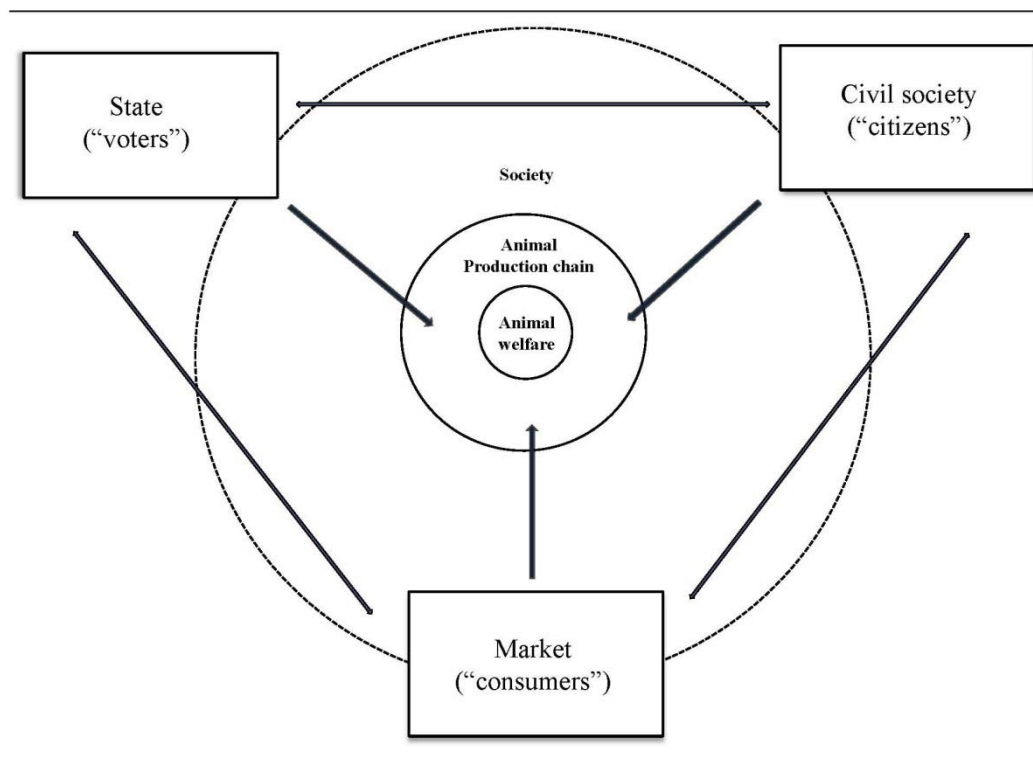 State
(“voters”)
Civil society
(“citizens”)
Society
Animal
Production chain
Animal
welfare
Market
(“consumers”)